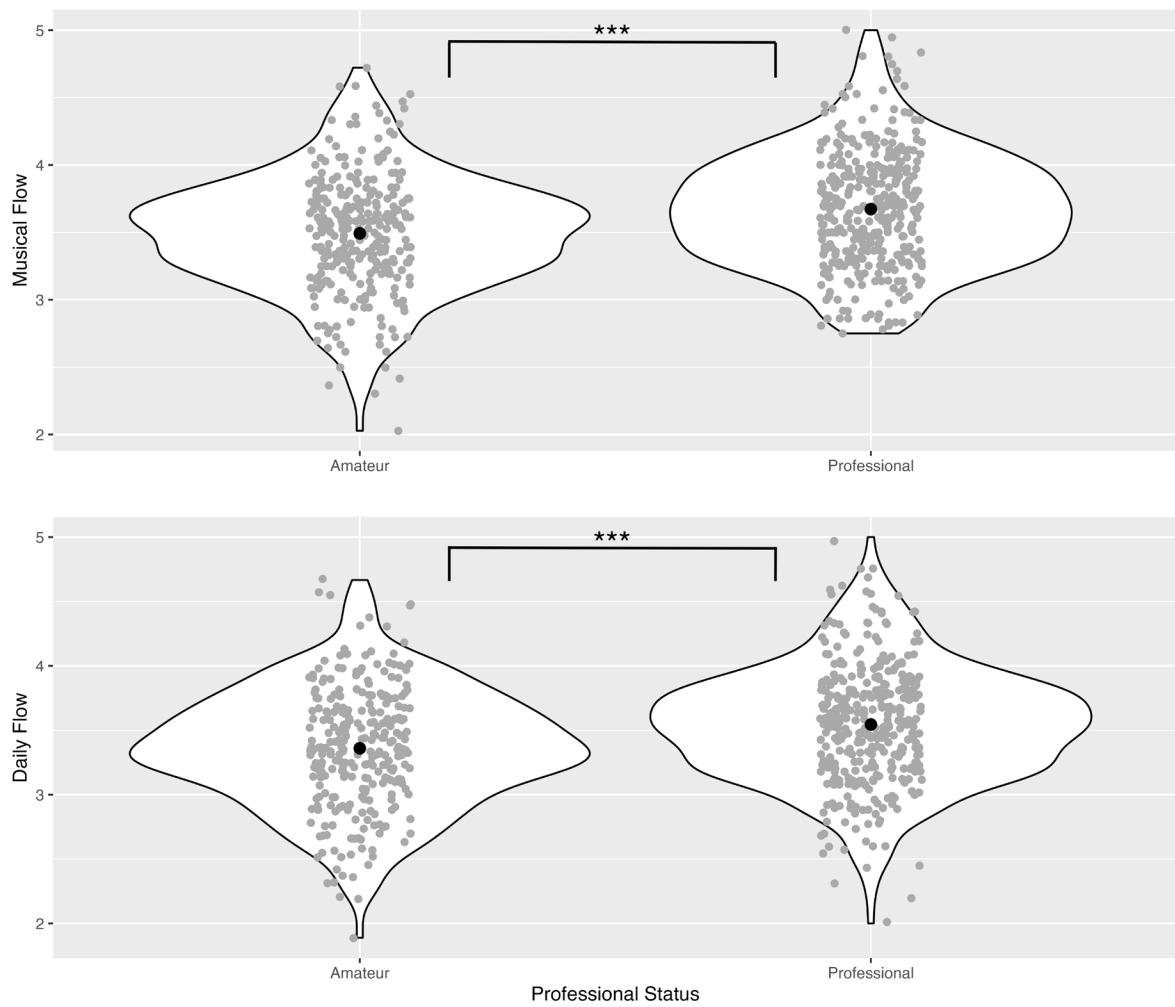 ***
5
4
3
2
Musical Flow
Amateur
Professional
***
5
4
3
2
Daily Flow
Amateur
Professional
Professional Status